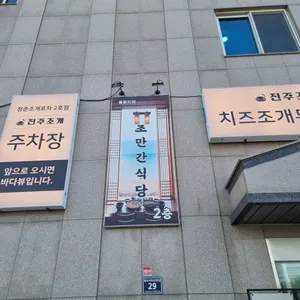 청춘조개포차 2호점
전주조개
주차장
앞으로 오시면
바다뷰입니다.
조만간식당
2층
전주조개
치즈조개
29